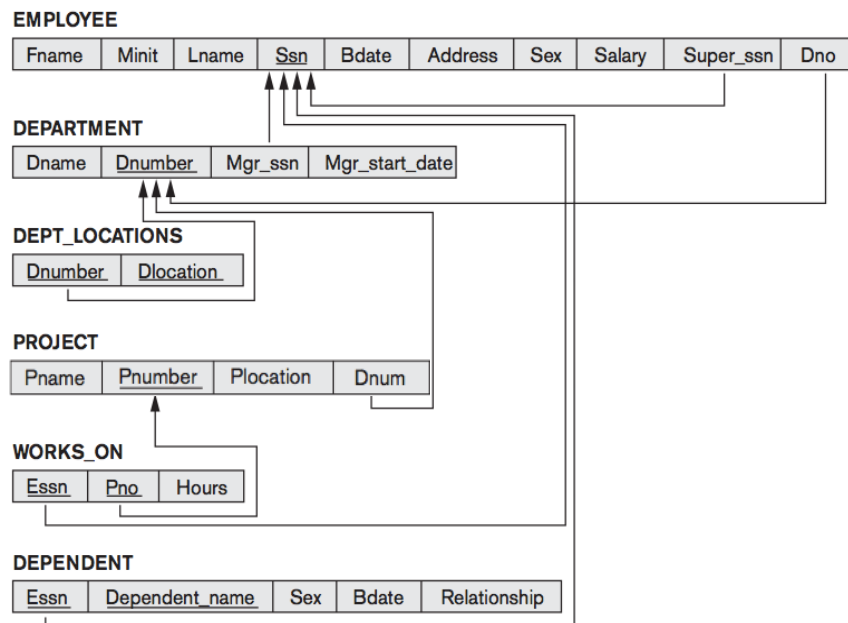 EMPLOYEE
Fname Minit Lname Ssn Bdate Address Sex Salary Super_ssn Dno
DEPARTMENT
Dname Dnumber Mgr_ssn Mgr_start_date
DEPT_LOCATIONS
Dnumber Dlocation
PROJECT
Pname Pnumber Plocation Dnum
WORKS_ON
Essn Pno Hours
DEPENDENT
Essn Dependent_name Sex Bdate Relationship